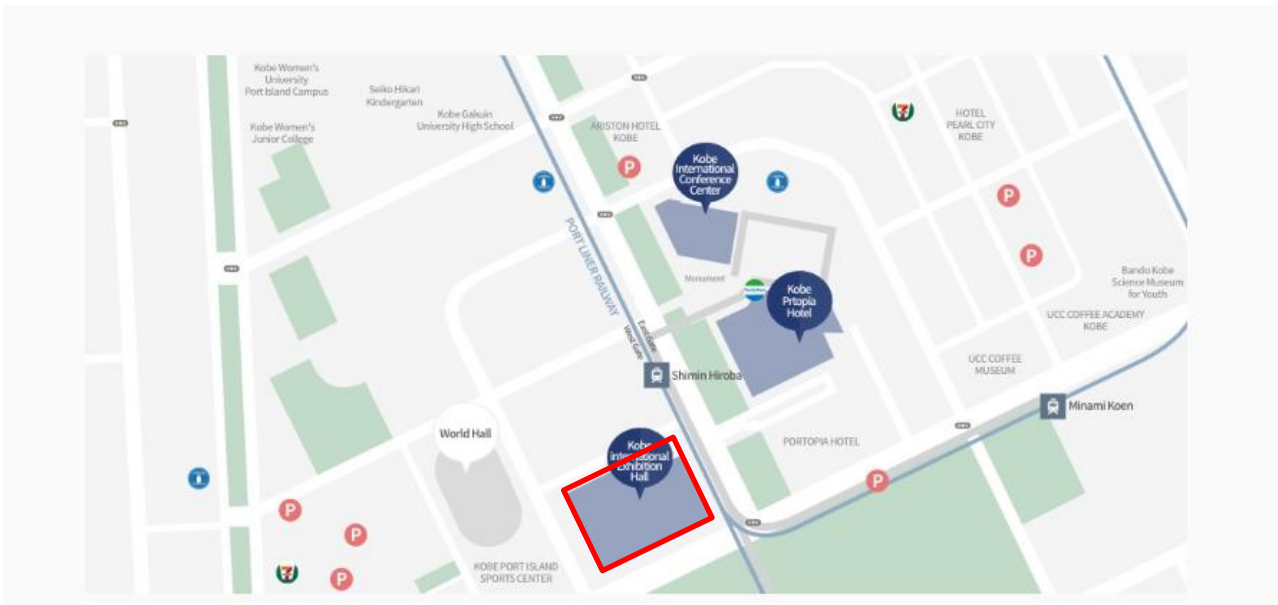 Kobe Women's
University
Port Island Campus
Seiko Hikari
Kindergarten
Kobe Gakuin
University High School
Kobe Women's
Junior College
ARISTON HOTEL
KOBE
P
7
HOTEL
PEARL CITY
KOBE
Kobe
International
Conference
Center
P
P
PORT LINER RAILWAY
Monument
Kobe
Prtopia
Hotel
Bando Kobe
Science Museum
for Youth
UCC COFFEE ACADEMY
KOBE
East Gate
West Gate
UCC COFFEE
MUSEUM
Shimin Hiroba
Minami Koen
World Hall
PORTOPIA HOTEL
Kobe
international
Exhibition
Hall
P
P
P
7
P
KOBE PORT ISLAND
SPORTS CENTER